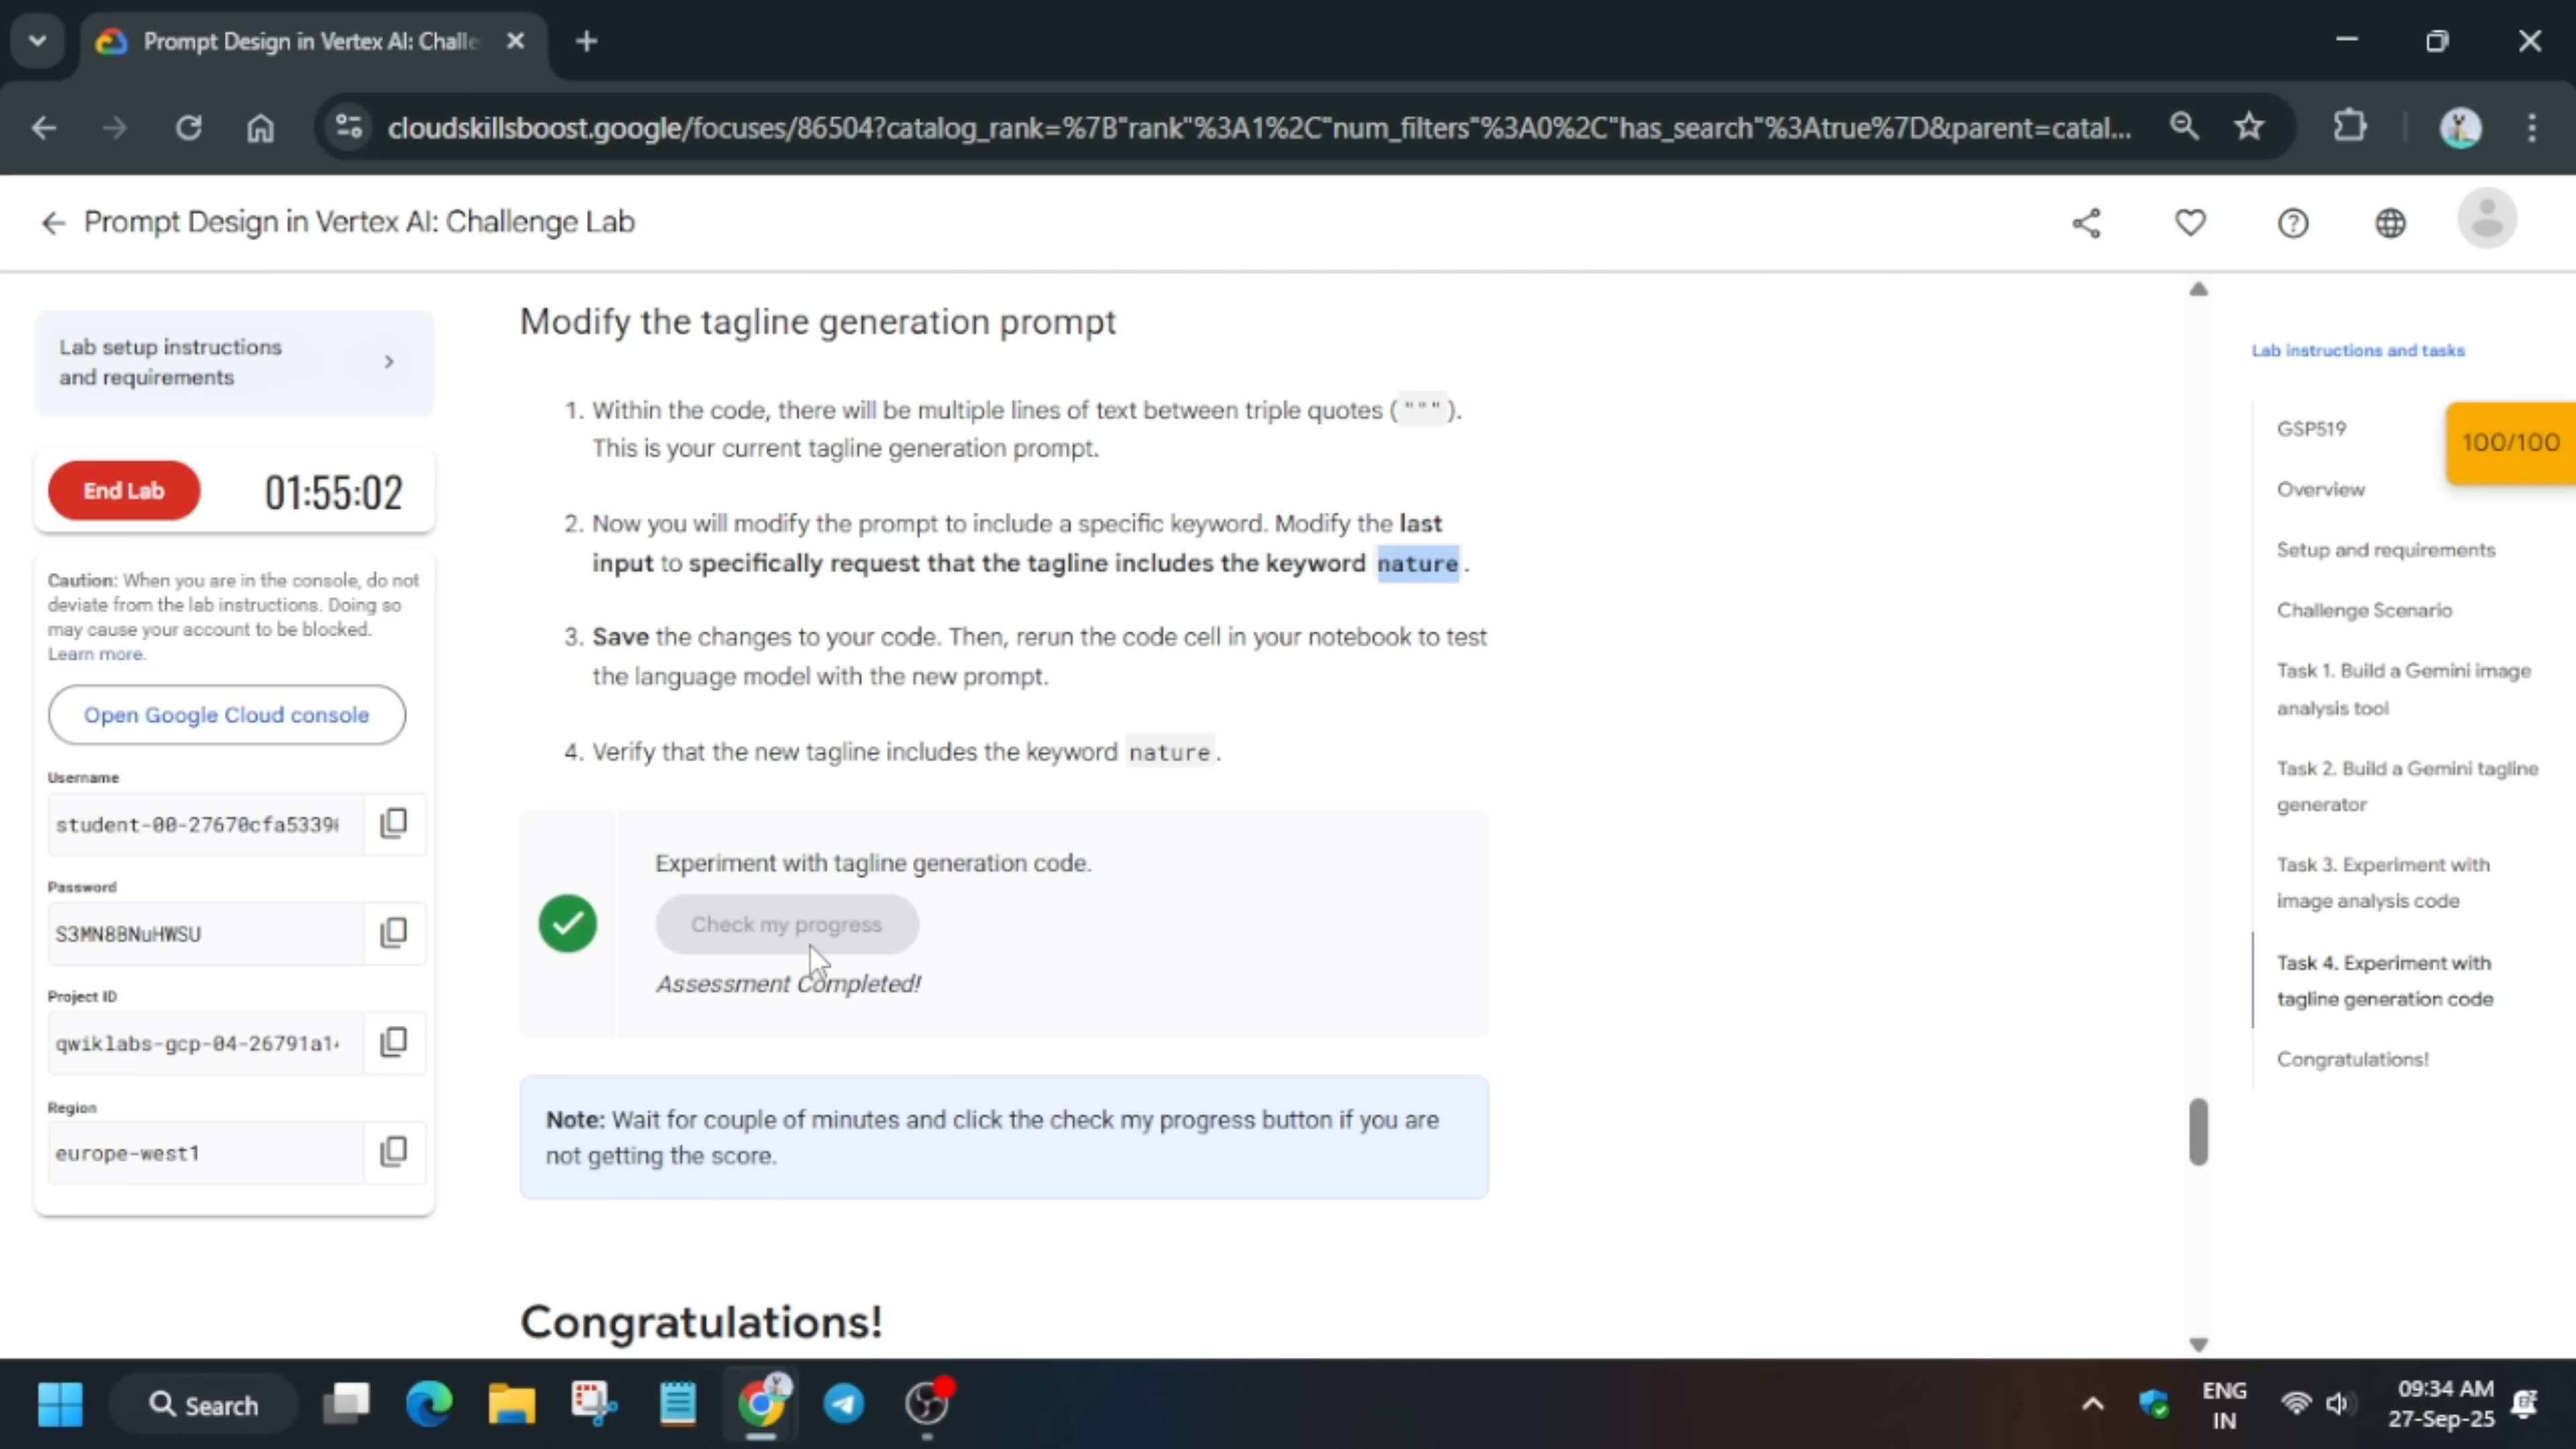 Prompt Design in Vertex AI: Challe
cloudskillsboost.google/focuses/86504?catalog_rank=%7B"rank"%3A1%2C"num_filters"%3A0%2C"has_search"%3Atrue%7D&parent=catal...
Prompt Design in Vertex AI: Challenge Lab
Lab setup instructions
and requirements
End Lab
01:55:02
Caution: When you are in the console, do not
deviate from the lab instructions. Doing so
may cause your account to be blocked.
Learn more.
Open Google Cloud console
Username
student-00-27670cfa5339
Password
S3MN8BNuHWSU
Project ID
qwiklabs-gcp-04-26791a1
Region
europe-west1
Modify the tagline generation prompt
1. Within the code, there will be multiple lines of text between triple quotes (""").
This is your current tagline generation prompt.
2. Now you will modify the prompt to include a specific keyword. Modify the last
input to specifically request that the tagline includes the keyword nature.
3. Save the changes to your code. Then, rerun the code cell in your notebook to test
the language model with the new prompt.
4. Verify that the new tagline includes the keyword nature.
Experiment with tagline generation code.
Check my progress
Assessment Completed!
Note: Wait for couple of minutes and click the check my progress button if you are
not getting the score.
Congratulations!
Lab instructions and tasks
GSP519
100/100
Overview
Setup and requirements
Challenge Scenario
Task 1. Build a Gemini image
analysis tool
Task 2. Build a Gemini tagline
generator
Task 3. Experiment with
image analysis code
Task 4. Experiment with
tagline generation code
Congratulations!
Search
ENG
IN
09:34 AM
27-Sep-25